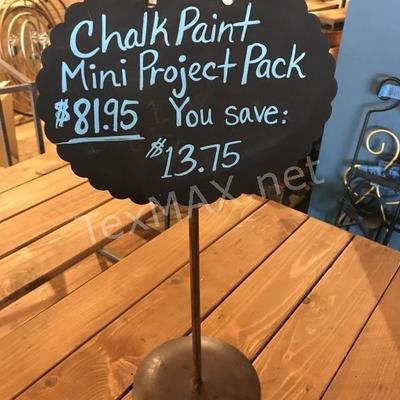 Chalk Paint
Mini Project Pack
$81.95 You save:
$13.75
TexMAX.net